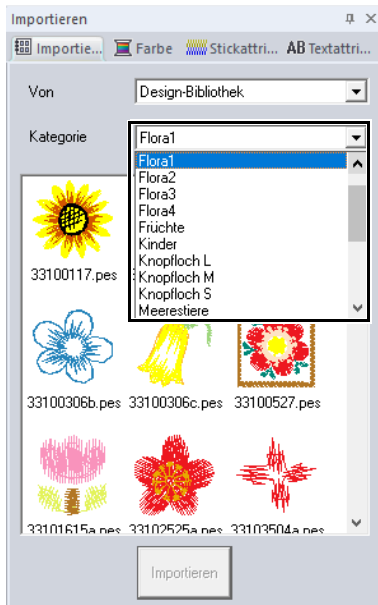 Importieren
Importie... Farbe Stickattri... AB Textattri...
Von Design-Bibliothek
Kategorie Flora1
Flora1
Flora2
Flora3
Flora4
Früchte
Kinder
Knopfloch L
Knopfloch M
Knopfloch S
Meerestiere
33100117.pes
33100306b.pes 33100306c.pes 33100527.pes
33101615a.pes 33102525a.pes 33103504a.pes
Importieren